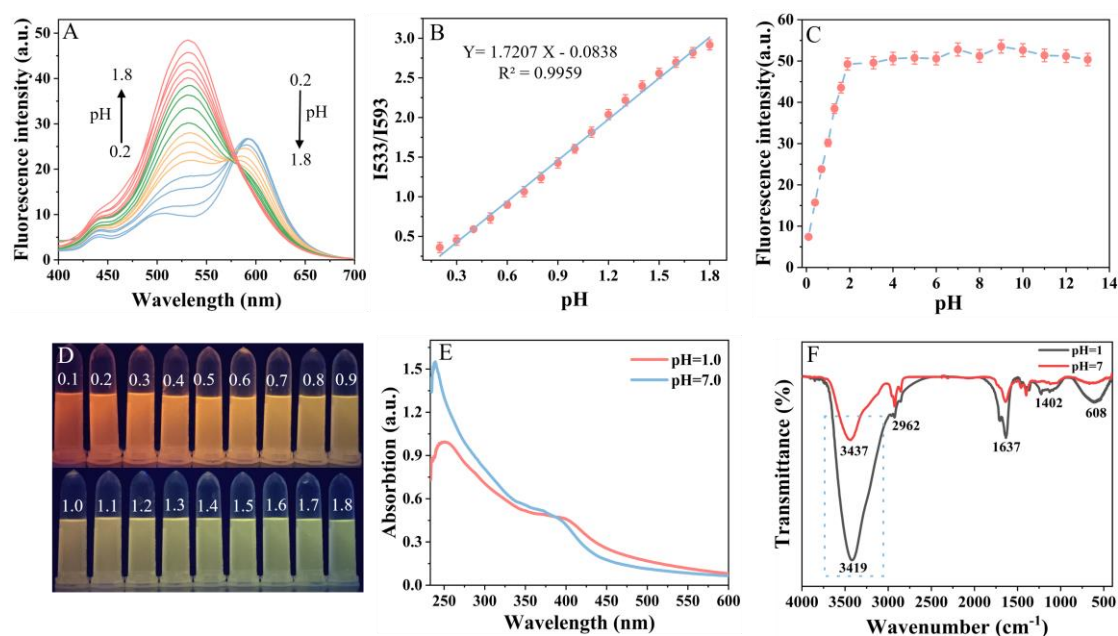 A
50
40
30
20
10
0
Fluorescence intensity (a.u.)
1.8
pH
0.2
0.2
pH
1.8
400 450 500 550 600 650 700
Wavelength (nm)
B
3.0
2.5
2.0
1.5
1.0
0.5
I533/I593
Y= 1.7207 X - 0.0838
R² = 0.9959
0.3 0.6 0.9 1.2 1.5 1.8
pH
C
60
50
40
30
20
10
0
Fluorescence intensity(a.u.)
0 2 4 6 8 10 12 14
pH
D
0.1 0.2 0.3 0.4 0.5 0.6 0.7 0.8 0.9
1.0 1.1 1.2 1.3 1.4 1.5 1.6 1.7 1.8
E
1.5
1.2
0.9
0.6
0.3
0.0
Absorbtion (a.u.)
pH=1.0
pH=7.0
250 300 350 400 450 500 550 600
Wavelength (nm)
F
Transmittance (%)
pH=1
pH=7
3437
3419
2962
1637
1402
608
4000 3500 3000 2500 2000 1500 1000 500
Wavenumber (cm⁻¹)